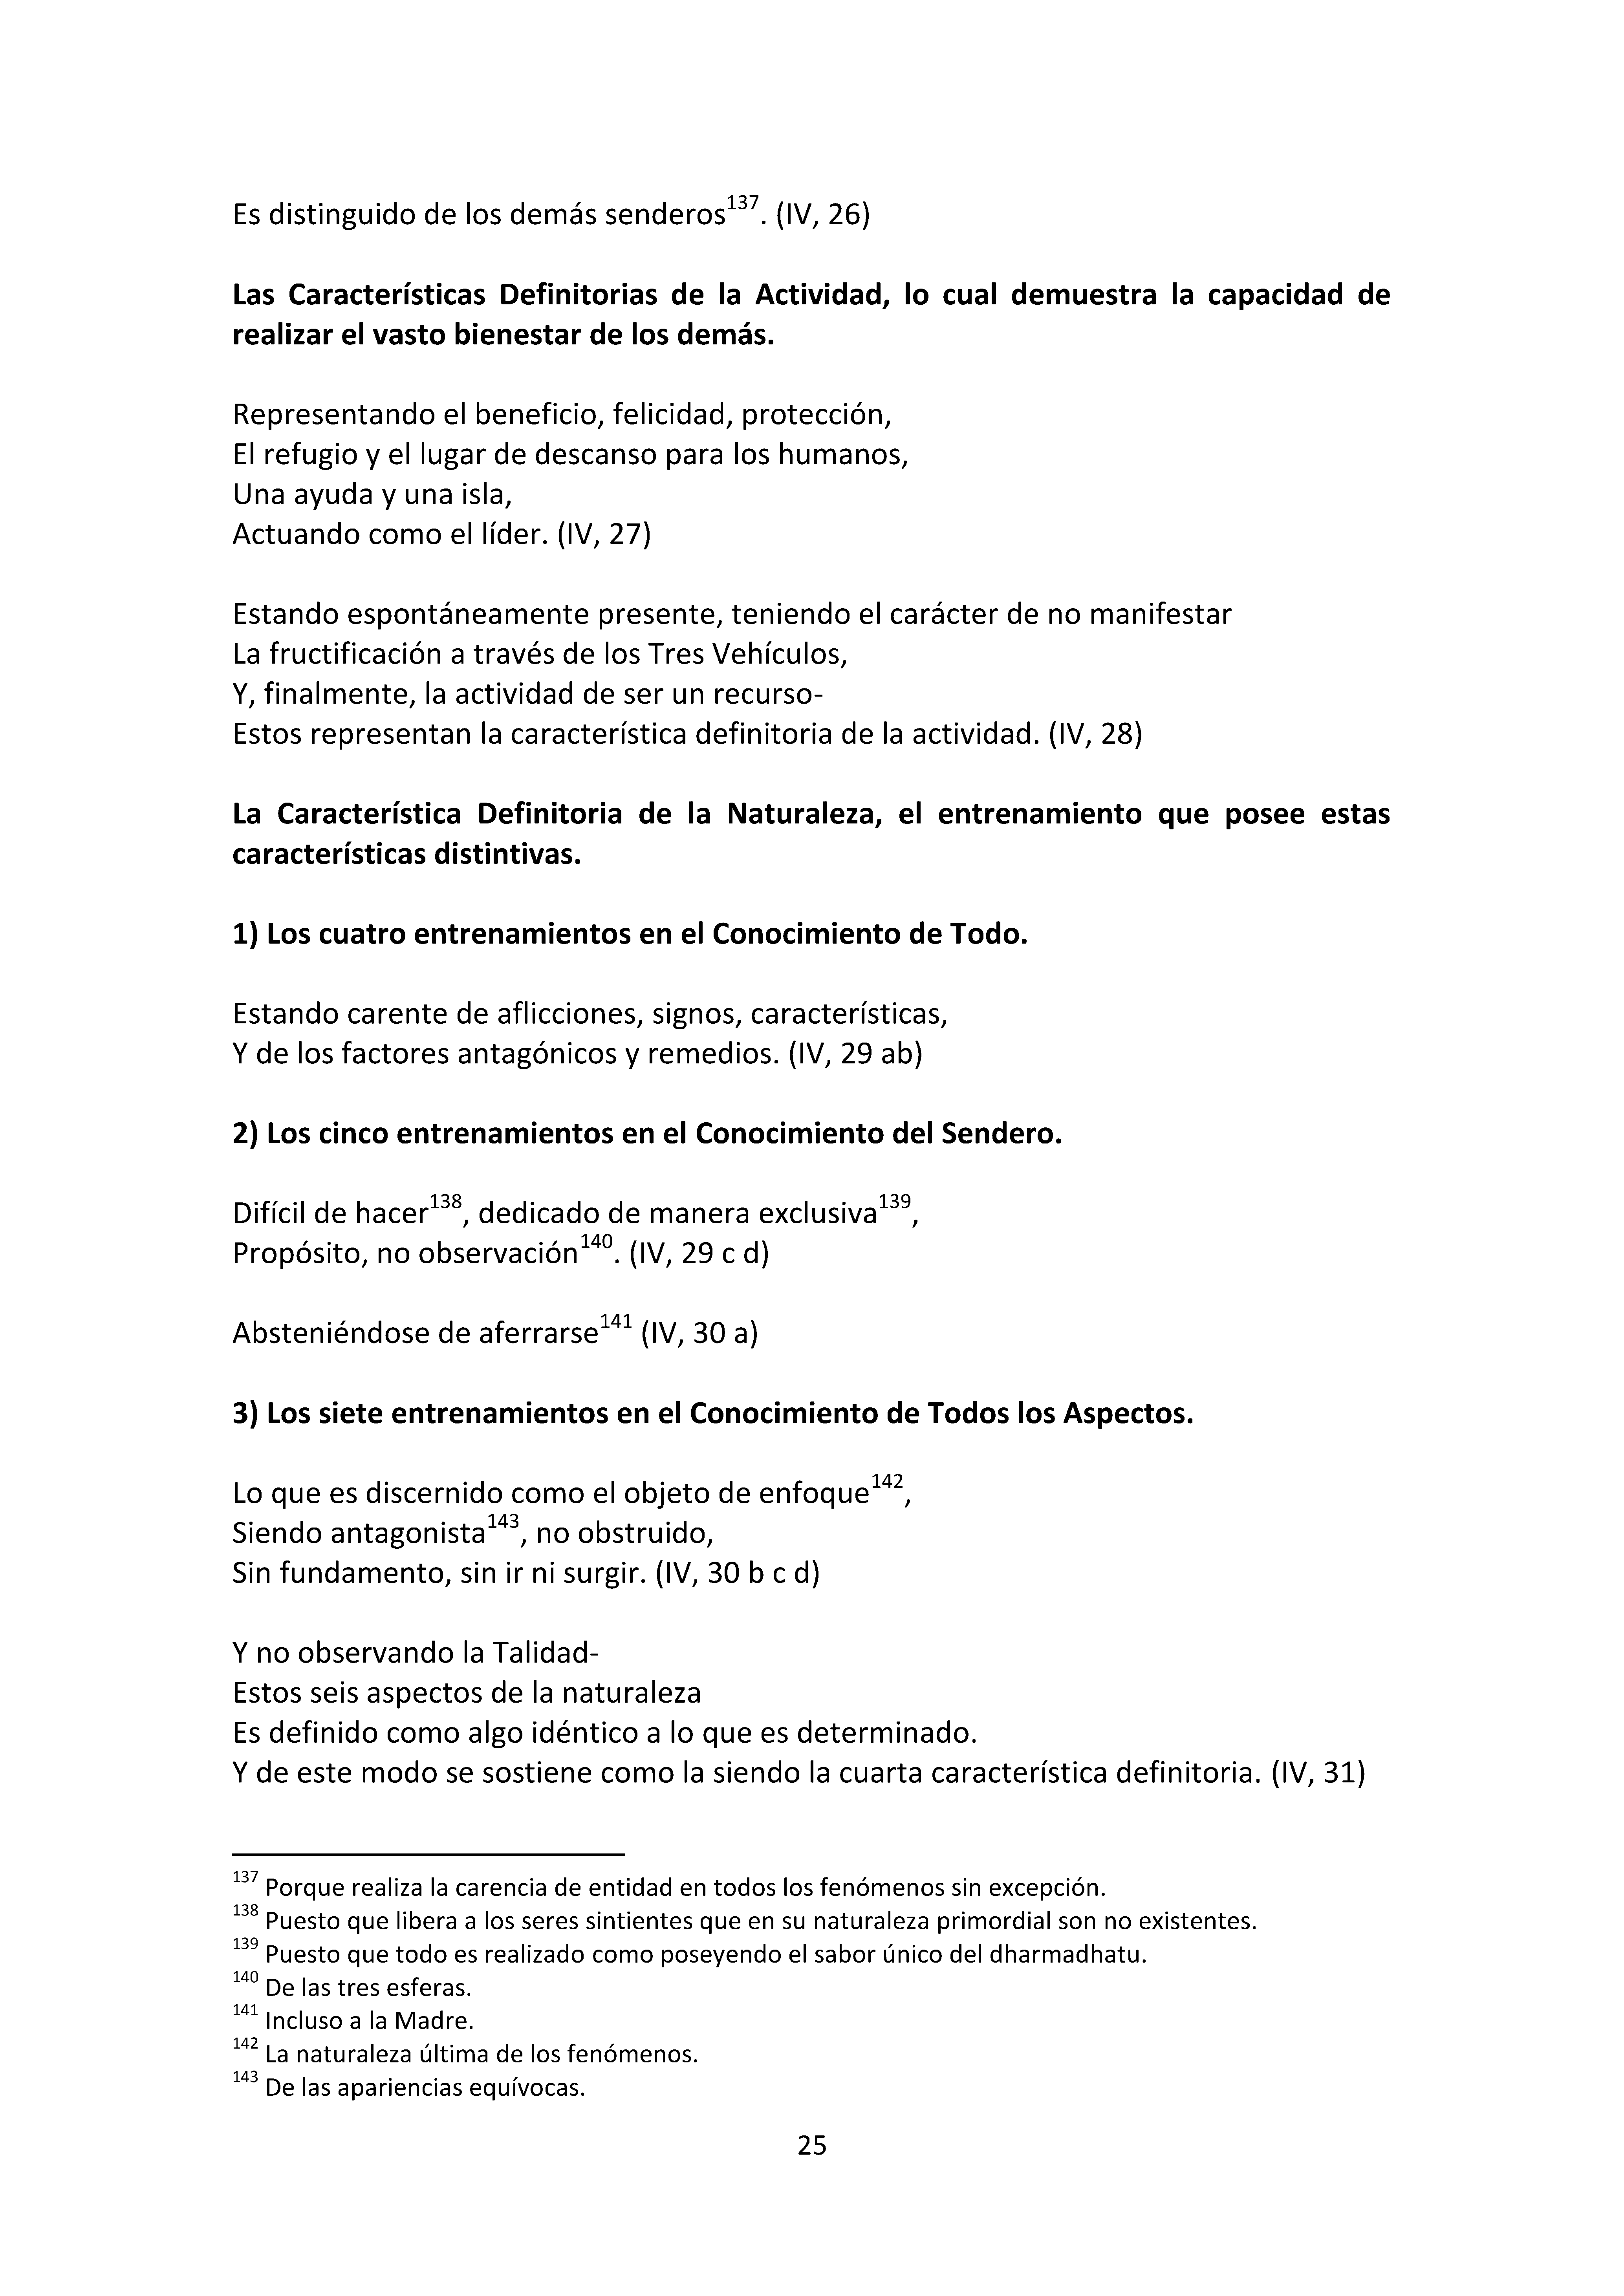 Es distinguido de los demás senderos137. (IV, 26)
Las Características Definitorias de la Actividad, lo cual demuestra la capacidad de
realizar el vasto bienestar de los demás.
Representando el beneficio, felicidad, protección,
El refugio y el lugar de descanso para los humanos,
Una ayuda y una isla,
Actuando como el líder. (IV, 27)
Estando espontáneamente presente, teniendo el carácter de no manifestar
La fructificación a través de los Tres Vehículos,
Y, finalmente, la actividad de ser un recurso-
Estos representan la característica definitoria de la actividad. (IV, 28)
La Característica Definitoria de la Naturaleza, el entrenamiento que posee estas
características distintivas.
1) Los cuatro entrenamientos en el Conocimiento de Todo.
Estando carente de aflicciones, signos, características,
Y de los factores antagónicos y remedios. (IV, 29 ab)
2) Los cinco entrenamientos en el Conocimiento del Sendero.
Difícil de hacer138, dedicado de manera exclusiva139,
Propósito, no observación140. (IV, 29 c d)
Absteniéndose de aferrarse141 (IV, 30 a)
3) Los siete entrenamientos en el Conocimiento de Todos los Aspectos.
Lo que es discernido como el objeto de enfoque142,
Siendo antagonista143, no obstruido,
Sin fundamento, sin ir ni surgir. (IV, 30 b c d)
Y no observando la Talidad-
Estos seis aspectos de la naturaleza
Es definido como algo idéntico a lo que es determinado.
Y de este modo se sostiene como la siendo la cuarta característica definitoria. (IV, 31)
137 Porque realiza la carencia de entidad en todos los fenómenos sin excepción.
138 Puesto que libera a los seres sintientes que en su naturaleza primordial son no existentes.
139 Puesto que todo es realizado como poseyendo el sabor único del dharmadhatu.
140 De las tres esferas.
141 Incluso a la Madre.
142 La naturaleza última de los fenómenos.
143 De las apariencias equívocas.
25